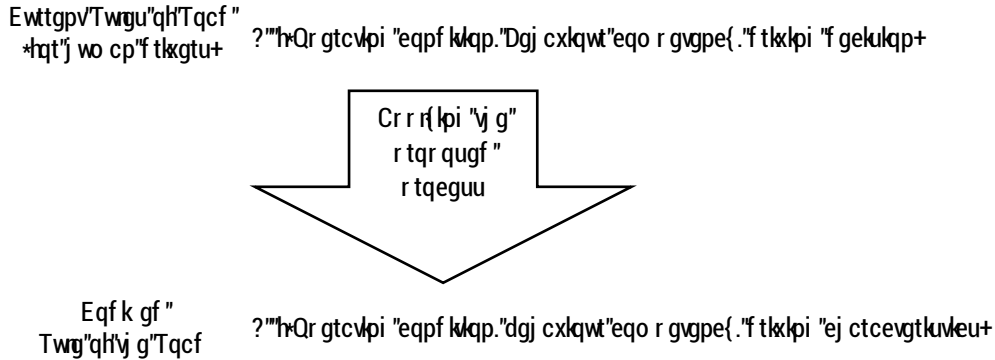 Ewttgpv"Twngu"qh"Tqcf"
*hqt"j wo cp"f tkxgtu+
?""h*Qr gtcvkpi "eqpf kvkqp."Dgj cxkqwt"eqo r gvgpe{."f tkxkpi "f gekukqp+
Cr r n{kpi "vj g"
r tqr qugf "
r tqeguu
Eqf k gf "
Twng"qh"vj g"Tqcf
?""h*Qr gtcvkpi "eqpf kvkqp."dgj cxkqwt"eqo r gvgpe{."f tkxkpi "ej ctcevgtkuvkeu+